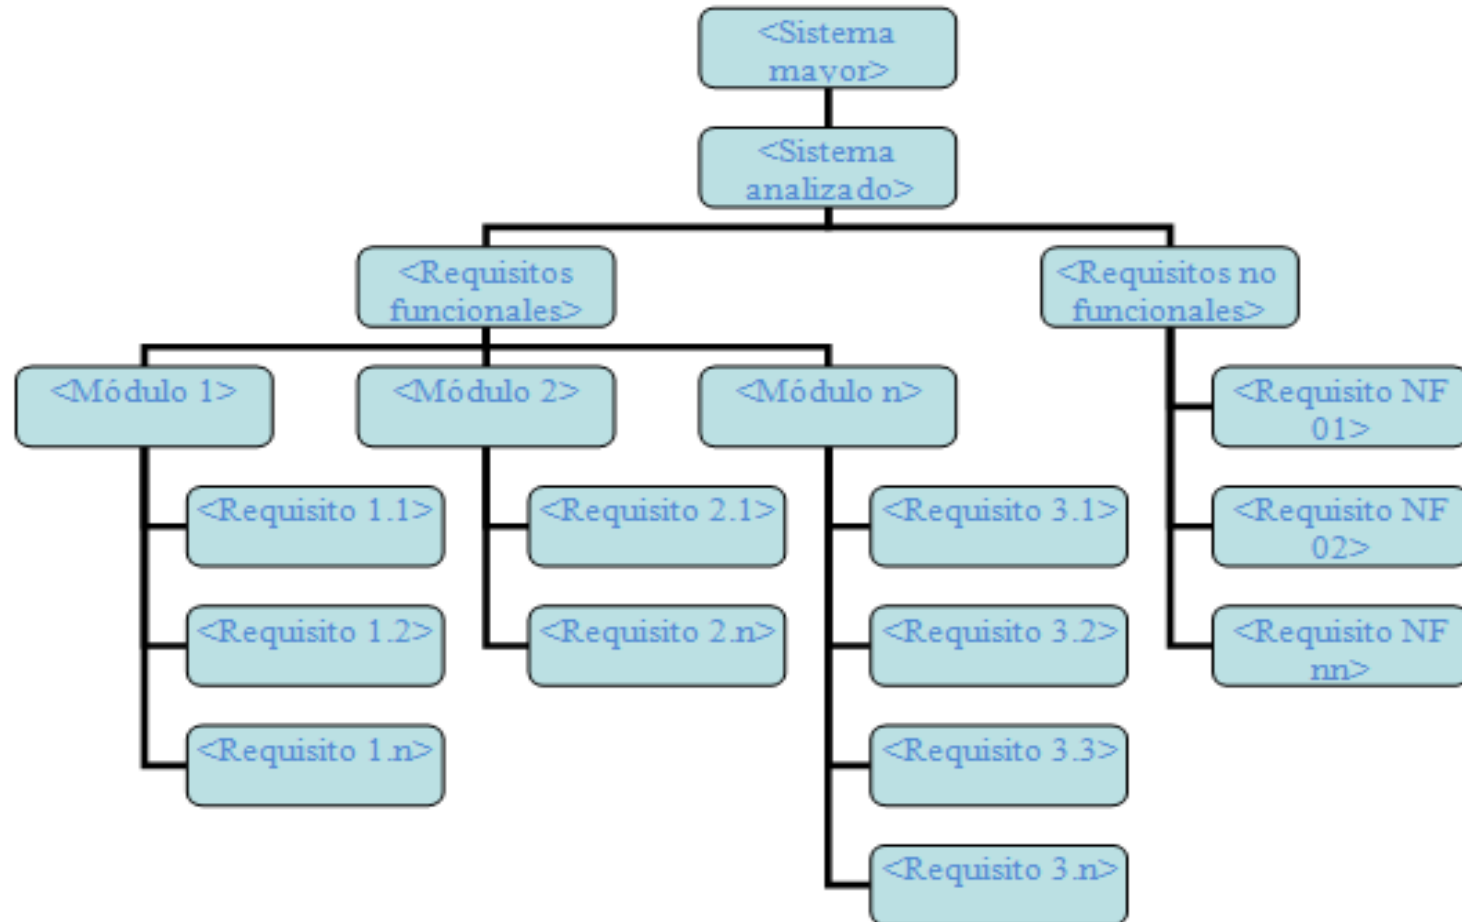 <Sistema
mayor>
<Sistema
analizado>
<Requisitos
funcionales>
<Requisitos no
funcionales>
<Módulo 1>
<Módulo 2>
<Módulo n>
<Requisito NF
01>
<Requisito 1.1>
<Requisito 2.1>
<Requisito 3.1>
<Requisito NF
02>
<Requisito 1.2>
<Requisito 2.n>
<Requisito 3.2>
<Requisito NF
nn>
<Requisito 1.n>
<Requisito 3.3>
<Requisito 3.n>